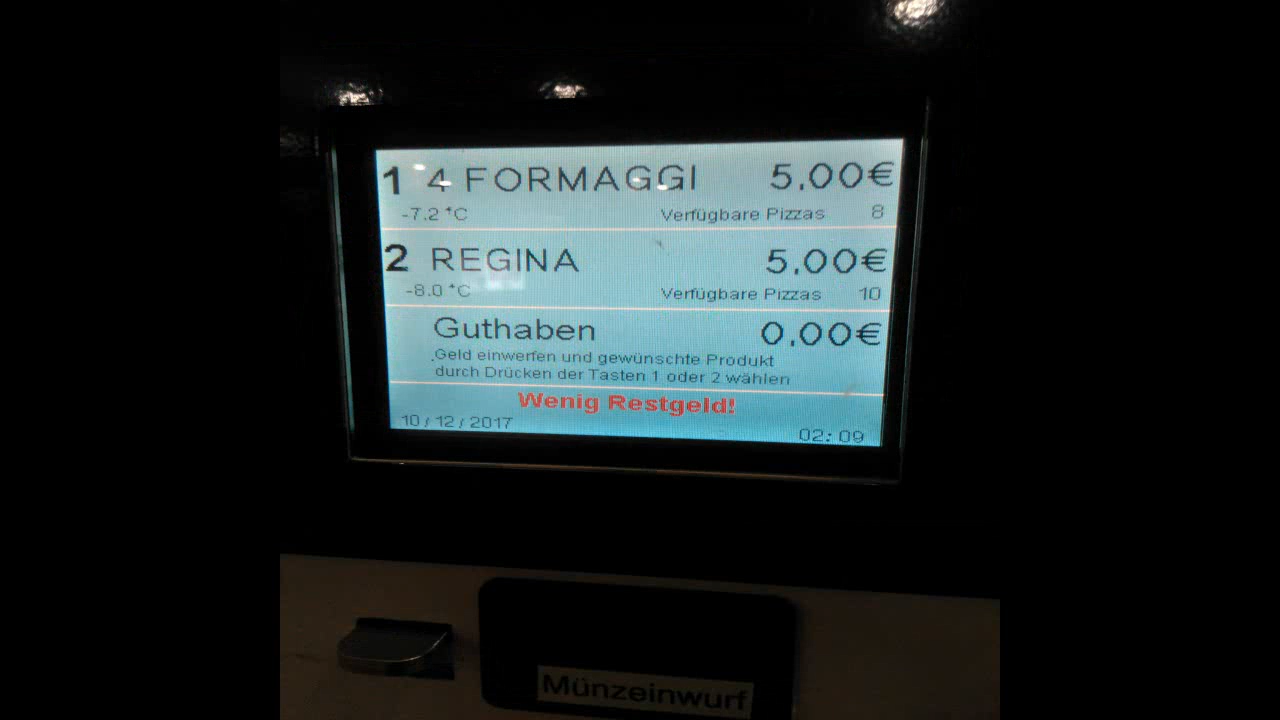 1 4 FORMAGGI 5,00€
-7.2 °C Verfügbare Pizzas 8
2 REGINA 5,00€
-8.0 °C Verfügbare Pizzas 10
Guthaben 0,00€
.Geld einwerfen und gewünschte Produkt
durch Drücken der Tasten 1 oder 2 wählen
Wenig Restgeld!
10/12/2017 02:09
Münzeinwurf